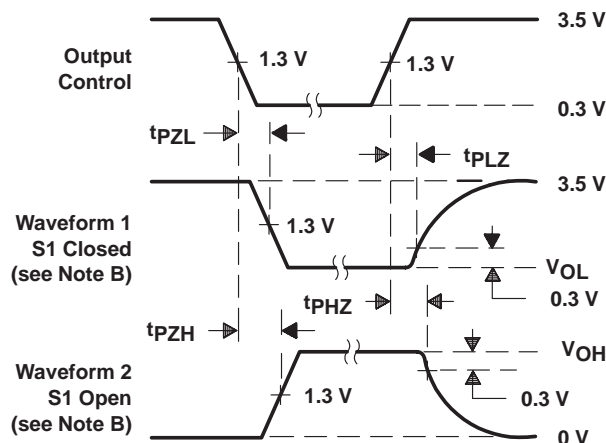 3.5 V
Output
Control
1.3 V
1.3 V
0.3 V
tPZL
tPLZ
3.5 V
Waveform 1
S1 Closed
(see Note B)
1.3 V
VOL
0.3 V
tPZH
tPHZ
VOH
Waveform 2
S1 Open
(see Note B)
1.3 V
0.3 V
0 V